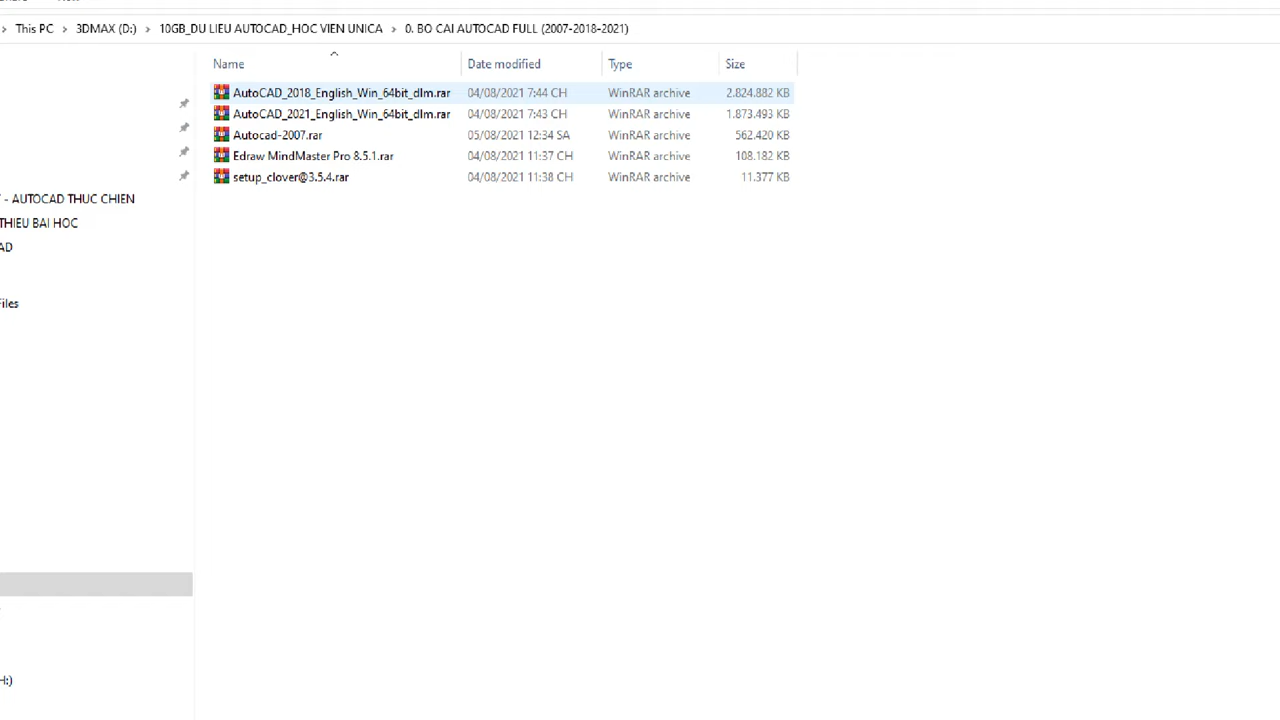 This PC > 3DMAX (D:) > 10GB_DU LIEU AUTOCAD_HOC VIEN UNICA > 0. BO CAI AUTOCAD FULL (2007-2018-2021)
Name Date modified Type Size
AutoCAD_2018_English_Win_64bit_dlm.rar 04/08/2021 7:44 CH WinRAR archive 2.824.882 KB
AutoCAD_2021_English_Win_64bit_dlm.rar 04/08/2021 7:43 CH WinRAR archive 1.873.493 KB
Autocad-2007.rar 05/08/2021 12:34 SA WinRAR archive 562.420 KB
Edraw MindMaster Pro 8.5.1.rar 04/08/2021 11:37 CH WinRAR archive 108.182 KB
setup_clover@3.5.4.rar 04/08/2021 11:38 CH WinRAR archive 11.377 KB
- AUTOCAD THUC CHIEN
THIEU BAI HOC
AD
Files
H:)